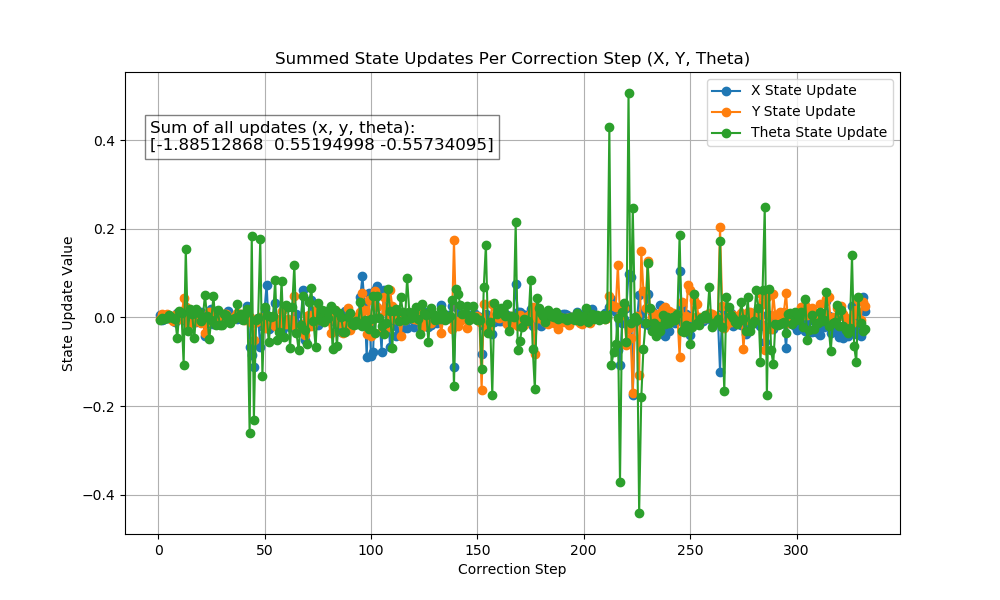 Summed State Updates Per Correction Step (X, Y, Theta)
X State Update
Y State Update
Theta State Update
Sum of all updates (x, y, theta):
[-1.88512868  0.55194998 -0.55734095]
State Update Value
0.4
0.2
0.0
−0.2
−0.4
0 50 100 150 200 250 300
Correction Step